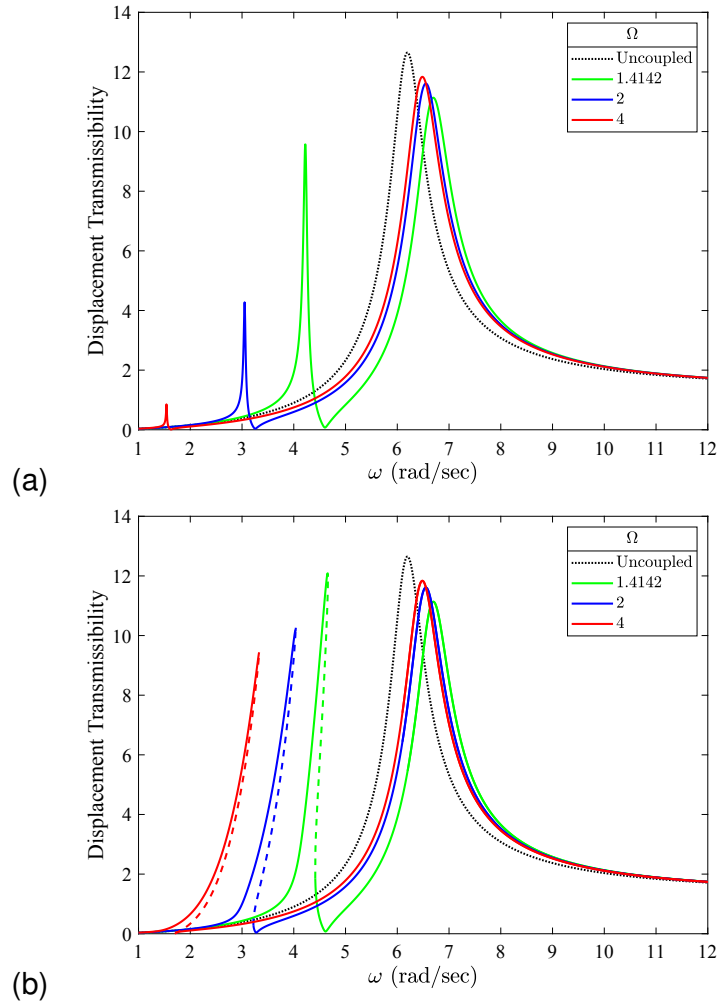 14
12
10
8
6
4
2
0
Displacement Transmissibility
Ω
Uncoupled
1.4142
2
4
1 2 3 4 5 6 7 8 9 10 11 12
ω (rad/sec)
(a)
14
12
10
8
6
4
2
0
Displacement Transmissibility
Ω
Uncoupled
1.4142
2
4
1 2 3 4 5 6 7 8 9 10 11 12
ω (rad/sec)
(b)